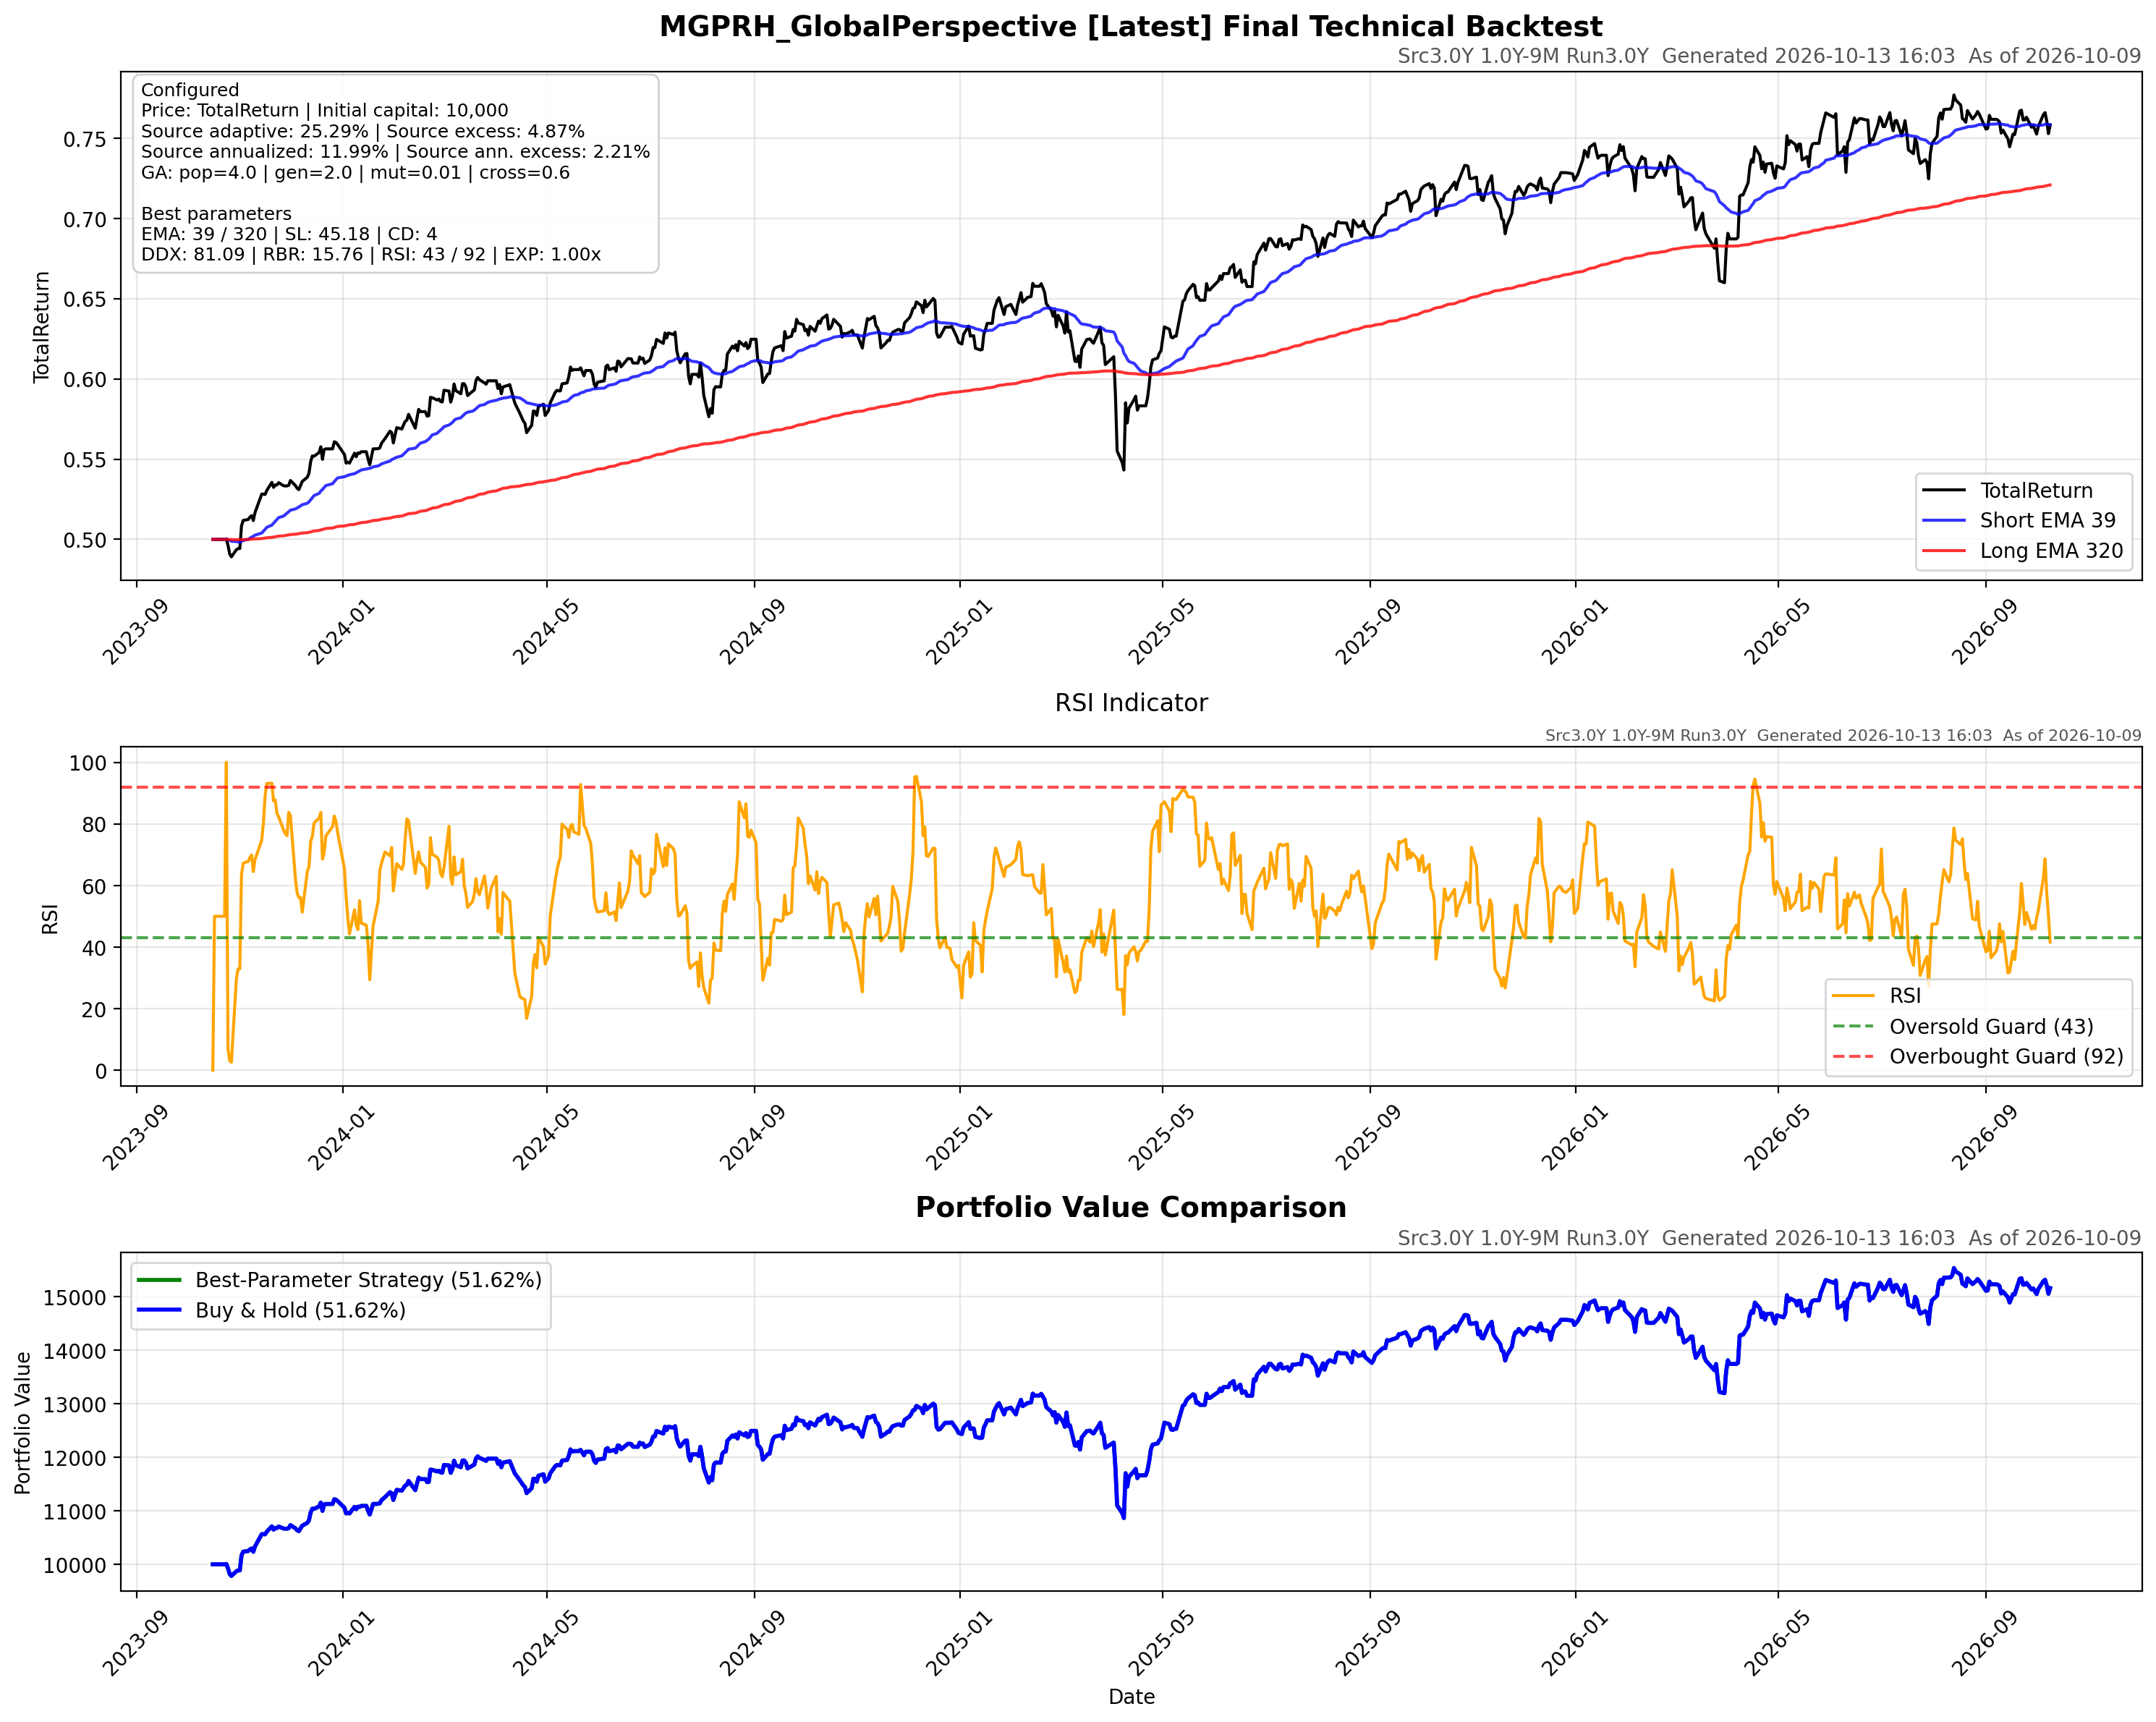 MGPRH_GlobalPerspective [Latest] Final Technical Backtest
Src3.0Y 1.0Y-9M Run3.0Y  Generated 2026-10-13 16:03  As of 2026-10-09
Configured
Price: TotalReturn | Initial capital: 10,000
Source adaptive: 25.29% | Source excess: 4.87%
Source annualized: 11.99% | Source ann. excess: 2.21%
GA: pop=4.0 | gen=2.0 | mut=0.01 | cross=0.6
Best parameters
EMA: 39 / 320 | SL: 45.18 | CD: 4
DDX: 81.09 | RBR: 15.76 | RSI: 43 / 92 | EXP: 1.00x
TotalReturn
0.75
0.70
0.65
0.60
0.55
0.50
TotalReturn
Short EMA 39
Long EMA 320
2023-09
2024-01
2024-05
2024-09
2025-01
2025-05
2025-09
2026-01
2026-05
2026-09
RSI Indicator
Src3.0Y 1.0Y-9M Run3.0Y  Generated 2026-10-13 16:03  As of 2026-10-09
RSI
100
80
60
40
20
0
RSI
Oversold Guard (43)
Overbought Guard (92)
2023-09
2024-01
2024-05
2024-09
2025-01
2025-05
2025-09
2026-01
2026-05
2026-09
Portfolio Value Comparison
Src3.0Y 1.0Y-9M Run3.0Y  Generated 2026-10-13 16:03  As of 2026-10-09
Best-Parameter Strategy (51.62%)
Buy & Hold (51.62%)
Portfolio Value
15000
14000
13000
12000
11000
10000
2023-09
2024-01
2024-05
2024-09
2025-01
2025-05
2025-09
2026-01
2026-05
2026-09
Date